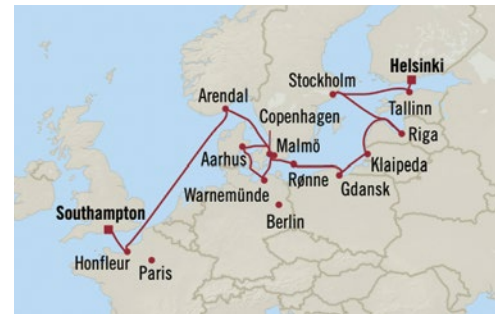 Helsinki
Stockholm
Tallinn
Arendal
Copenhagen
Riga
Malmö
Aarhus
Klaipeda
Rønne
Warnemünde
Gdansk
Southampton
Berlin
Honfleur
Paris